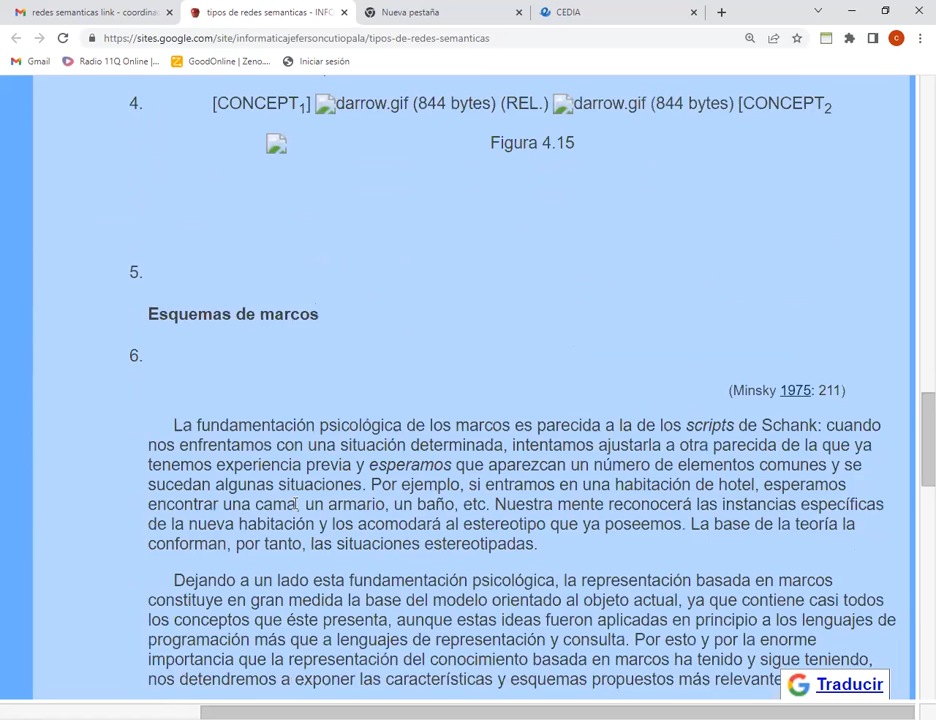 redes semanticas link - coordina
tipos de redes semanticas - INFO
Nueva pestaña
CEDIA
https://sites.google.com/site/informaticajefersoncutiopala/tipos-de-redes-semanticas
Gmail
Radio 11Q Online |...
GoodOnline | Zeno....
Iniciar sesión
4. [CONCEPT1] darrow.gif (844 bytes) (REL.) darrow.gif (844 bytes) [CONCEPT2
Figura 4.15
5.
Esquemas de marcos
6.
(Minsky 1975: 211)
La fundamentación psicológica de los marcos es parecida a la de los scripts de Schank: cuando
nos enfrentamos con una situación determinada, intentamos ajustarla a otra parecida de la que ya
tenemos experiencia previa y esperamos que aparezcan un número de elementos comunes y se
sucedan algunas situaciones. Por ejemplo, si entramos en una habitación de hotel, esperamos
encontrar una cama, un armario, un baño, etc. Nuestra mente reconocerá las instancias específicas
de la nueva habitación y los acomodará al estereotipo que ya poseemos. La base de la teoría la
conforman, por tanto, las situaciones estereotipadas.
Dejando a un lado esta fundamentación psicológica, la representación basada en marcos
constituye en gran medida la base del modelo orientado al objeto actual, ya que contiene casi todos
los conceptos que éste presenta, aunque estas ideas fueron aplicadas en principio a los lenguajes de
programación más que a lenguajes de representación y consulta. Por esto y por la enorme
importancia que la representación del conocimiento basada en marcos ha tenido y sigue teniendo,
nos detendremos a exponer las características y esquemas propuestos más relevante
Traducir